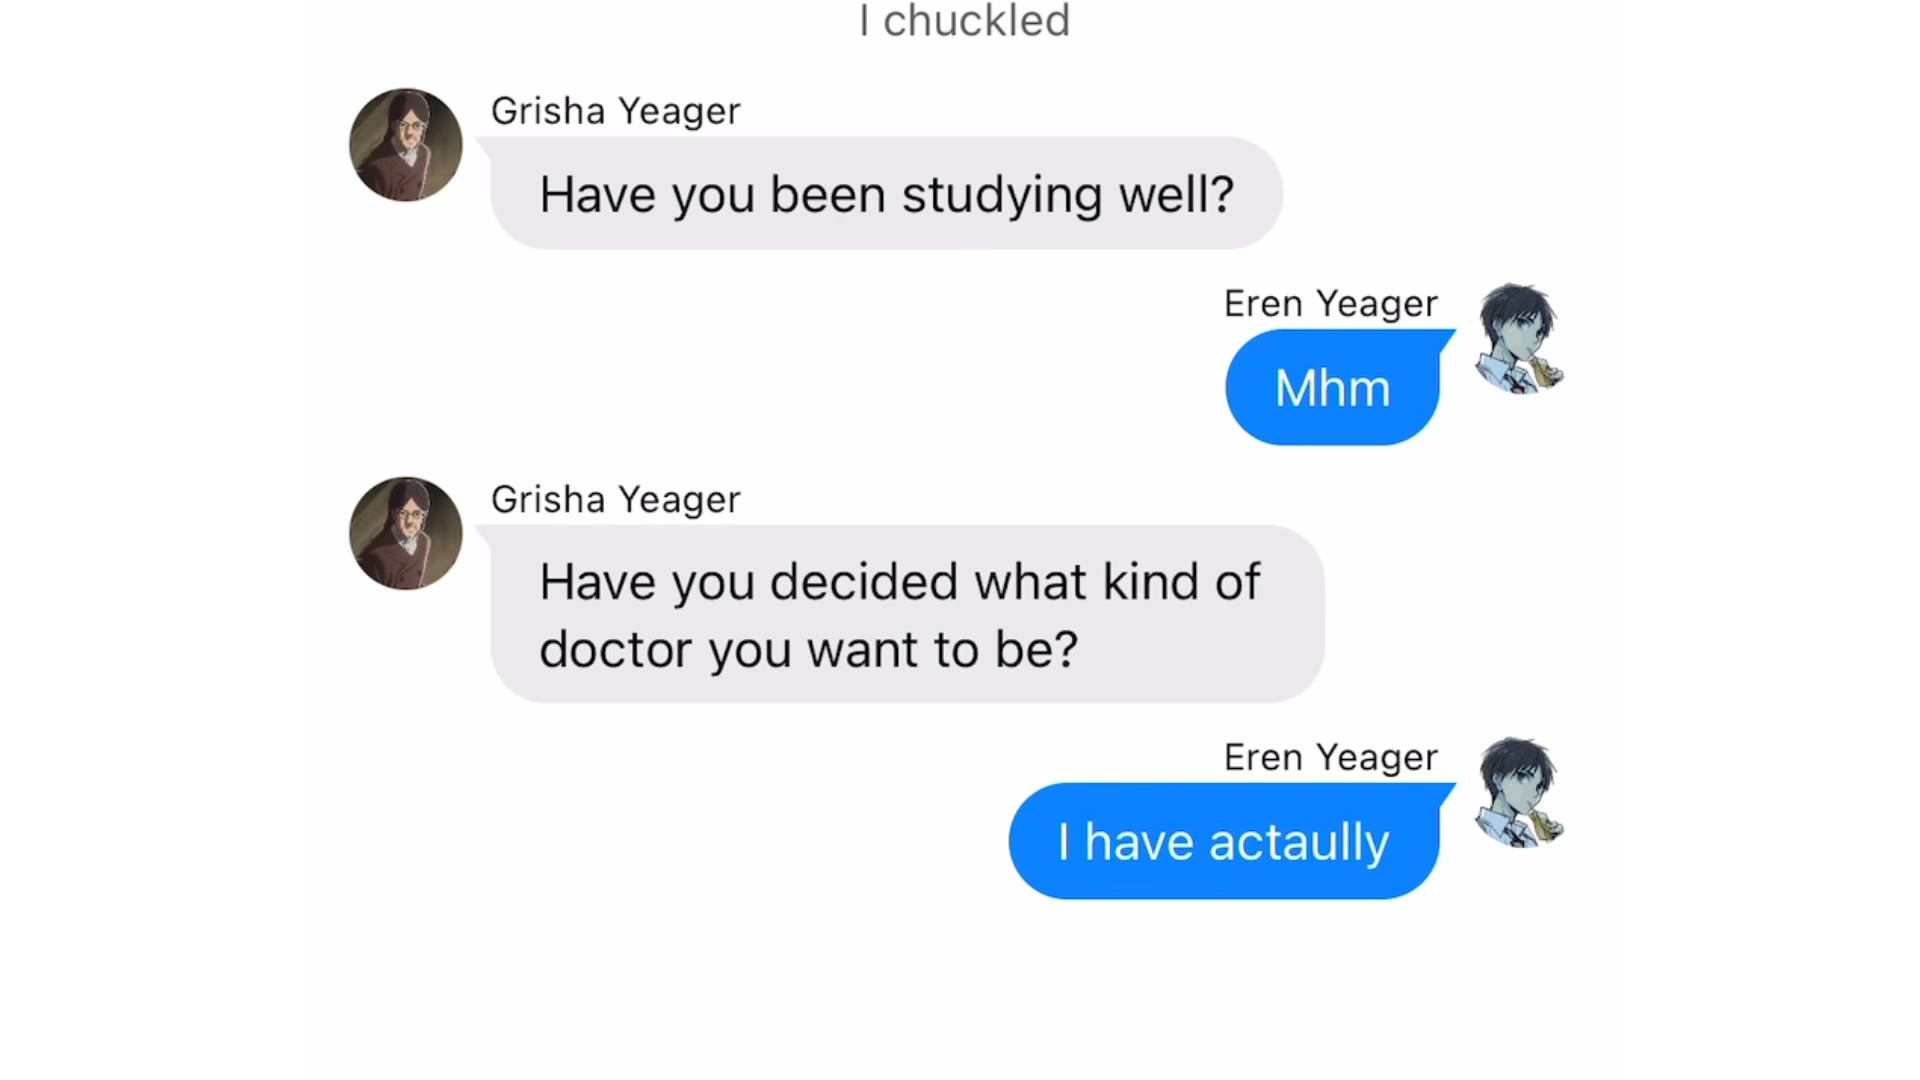 I chuckled
Grisha Yeager
Have you been studying well?
Eren Yeager
Mhm
Grisha Yeager
Have you decided what kind of
doctor you want to be?
Eren Yeager
I have actaully